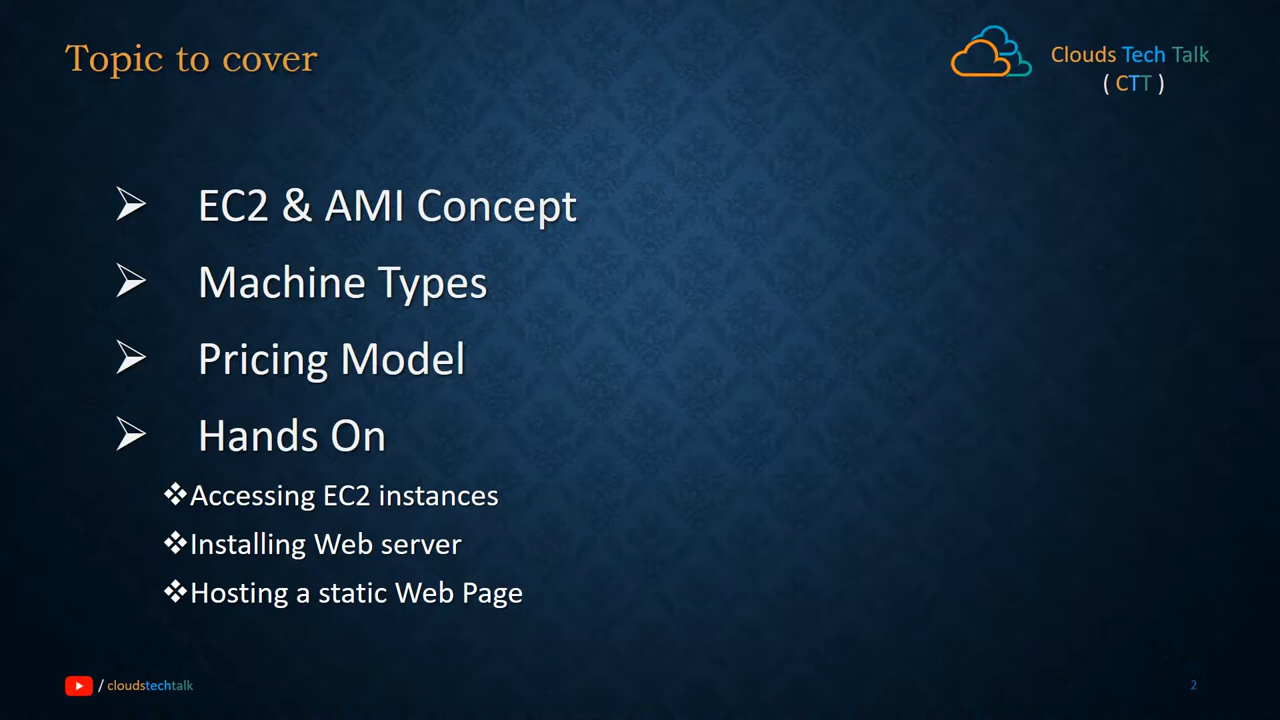 Topic to cover
Clouds Tech Talk
( CTT )
EC2 & AMI Concept
Machine Types
Pricing Model
Hands On
Accessing EC2 instances
Installing Web server
Hosting a static Web Page
/ cloudstechtalk
2